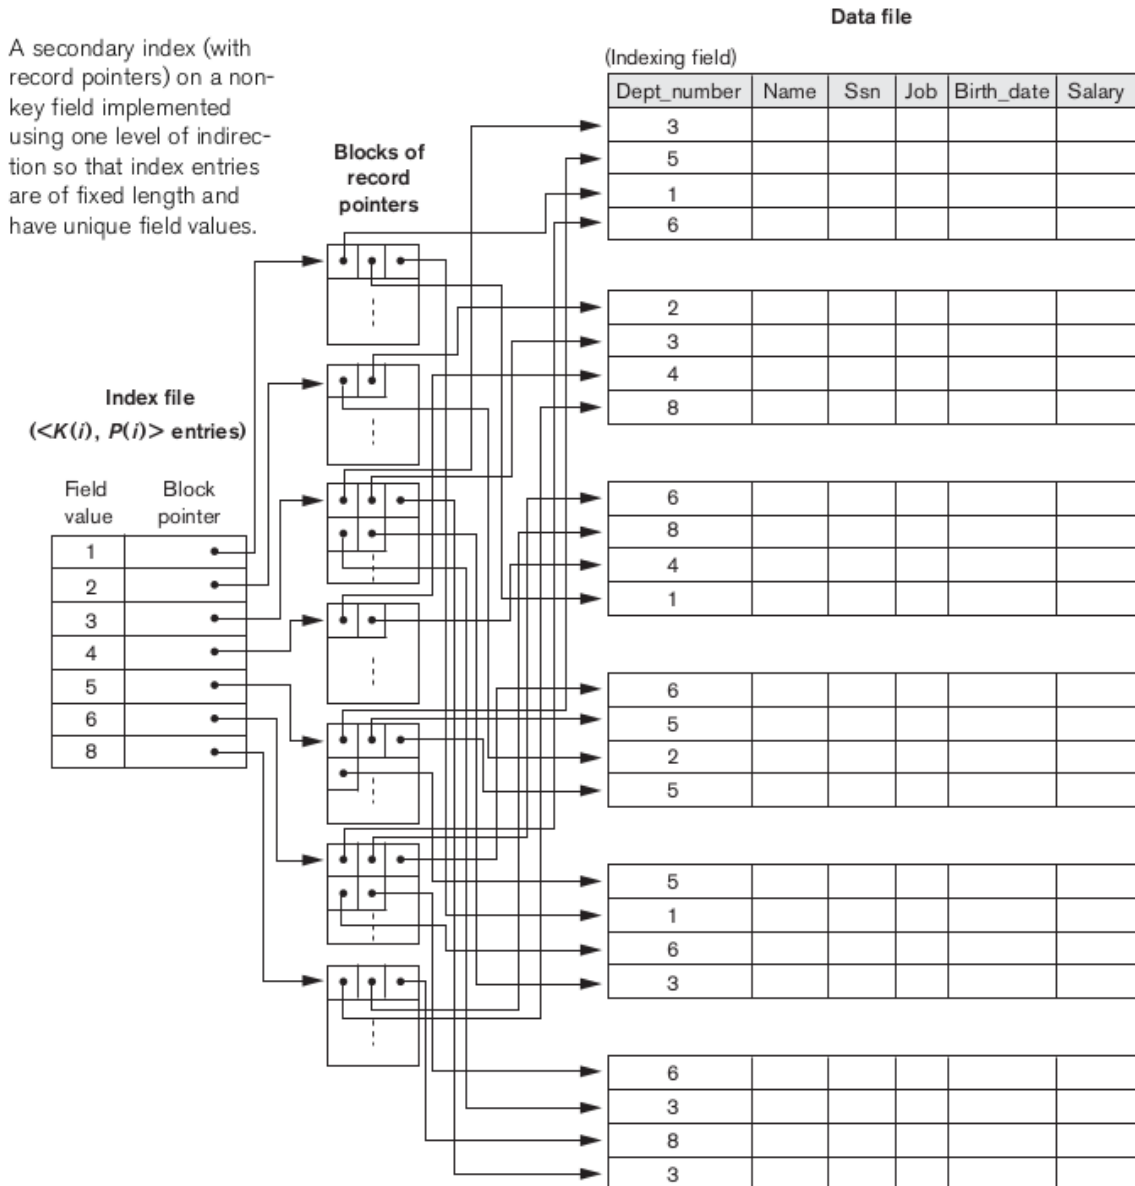 Data file
A secondary index (with
record pointers) on a non-
key field implemented
using one level of indirec-
tion so that index entries
are of fixed length and
have unique field values.
Blocks of
record
pointers
(Indexing field)
Dept_number Name Ssn Job Birth_date Salary
3
5
1
6
2
3
4
8
6
8
4
1
6
5
2
5
5
1
6
3
6
3
8
3
Index file
(<K(i), P(i)> entries)
Field Block
value pointer
1
2
3
4
5
6
8